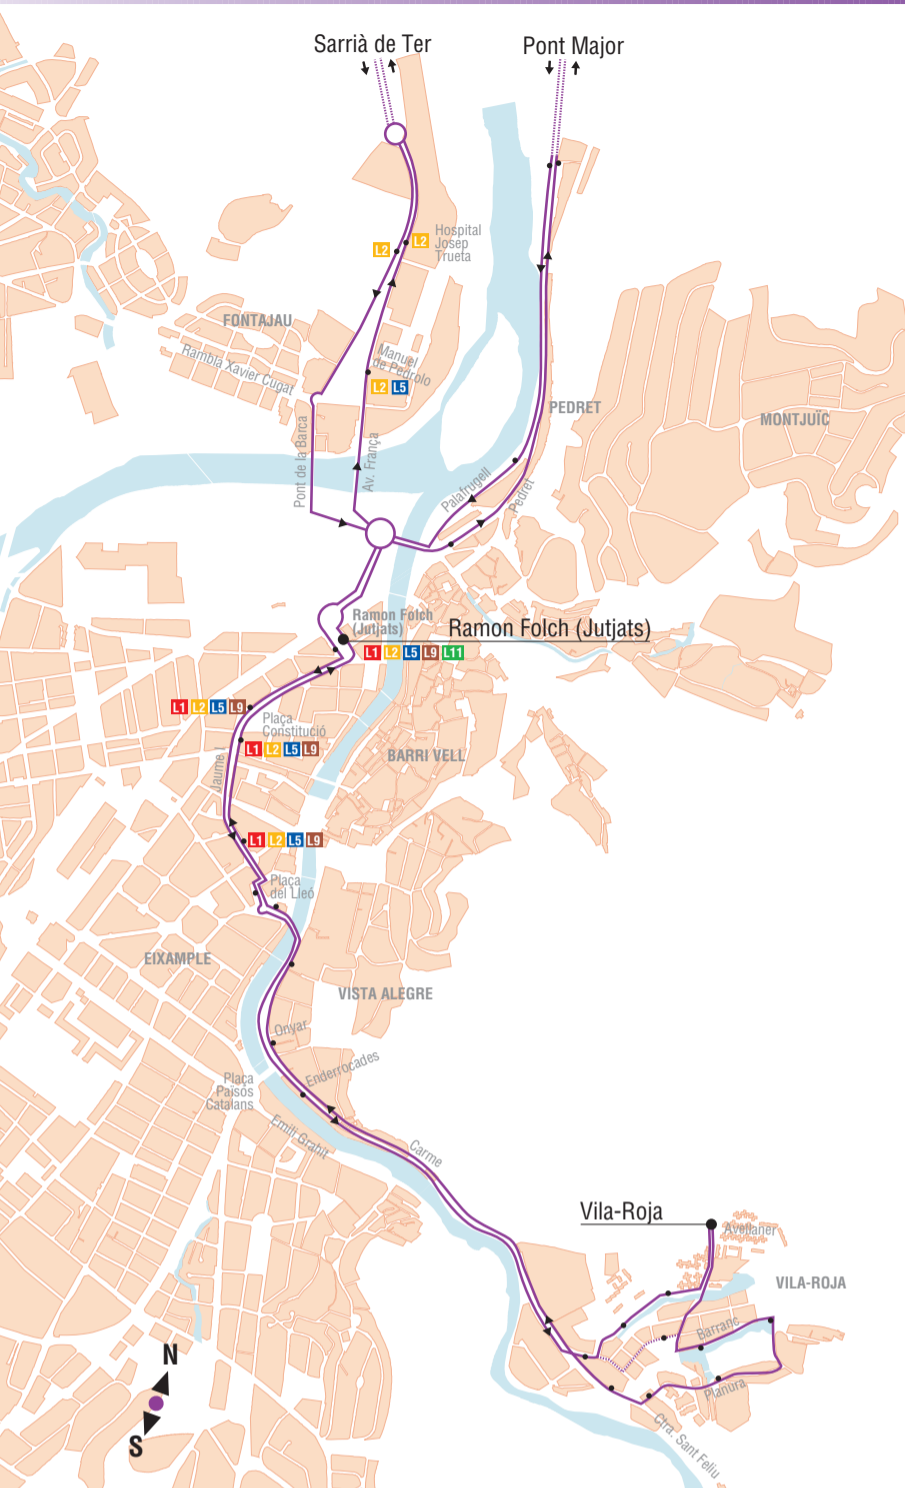 Sarrià de Ter
Pont Major
Hospital
Josep
Trueta
L2
L2
FONTAJAU
Rambla Xavier Cugat
Manuel
de Pedrolo
L2 L5
PEDRET
MONTJUÏC
Pont de la Barca
Av. França
Palafrugell
Pedret
Ramon Folch
(Jutjats)
Ramon Folch (Jutjats)
L1 L2 L5 L9 L11
L1 L2 L5 L9
Plaça
Constitució
L1 L2 L5 L9
Jaume I
BARRI VELL
L1 L2 L5 L9
Plaça
del Lleó
EIXAMPLE
VISTA ALEGRE
Onyar
Enderrocades
Plaça
Països
Catalans
Emili Grahit
Carme
Vila-Roja
Avellaner
VILA-ROJA
Barranc
Planura
Ctra. Sant Feliu
N
S